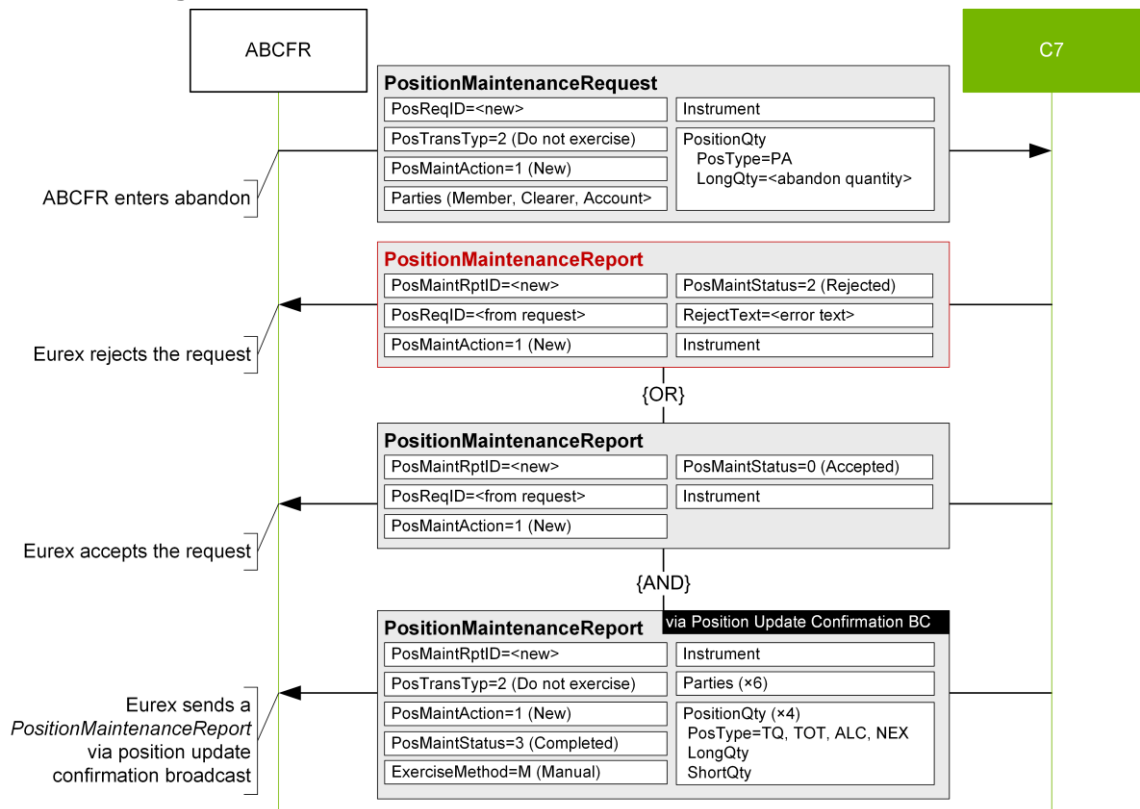 ABCFR
C7
PositionMaintenanceRequest
PosReqID=<new>
Instrument
PosTransTyp=2 (Do not exercise)
PositionQty
PosType=PA
LongQty=<abandon quantity>
PosMaintAction=1 (New)
Parties (Member, Clearer, Account>
ABCFR enters abandon
PositionMaintenanceReport
PosMaintRptID=<new>
PosMaintStatus=2 (Rejected)
PosReqID=<from request>
RejectText=<error text>
PosMaintAction=1 (New)
Instrument
Eurex rejects the request
{OR}
PositionMaintenanceReport
PosMaintRptID=<new>
PosMaintStatus=0 (Accepted)
PosReqID=<from request>
Instrument
PosMaintAction=1 (New)
Eurex accepts the request
{AND}
via Position Update Confirmation BC
PositionMaintenanceReport
PosMaintRptID=<new>
Instrument
PosTransTyp=2 (Do not exercise)
Parties (×6)
PosMaintAction=1 (New)
PositionQty (×4)
PosType=TQ, TOT, ALC, NEX
LongQty
ShortQty
PosMaintStatus=3 (Completed)
ExerciseMethod=M (Manual)
Eurex sends a
PositionMaintenanceReport
via position update
confirmation broadcast